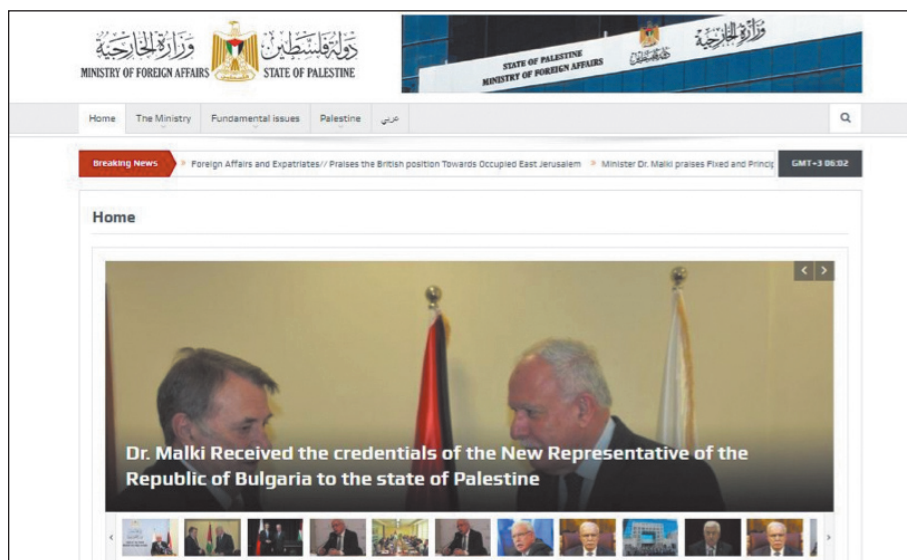 وزارة الخارجية
دولة فلسطين
MINISTRY OF FOREIGN AFFAIRS
STATE OF PALESTINE
STATE OF PALESTINE
MINISTRY OF FOREIGN AFFAIRS
وزارة الخارجية
Home The Ministry Fundamental issues Palestine عربي
Breaking News » Foreign Affairs and Expatriates// Praises the British position Towards Occupied East Jerusalem » Minister Dr. Malki praises Fixed and Princip GMT+3 06:02
Home
Dr. Malki Received the credentials of the New Representative of the
Republic of Bulgaria to the state of Palestine